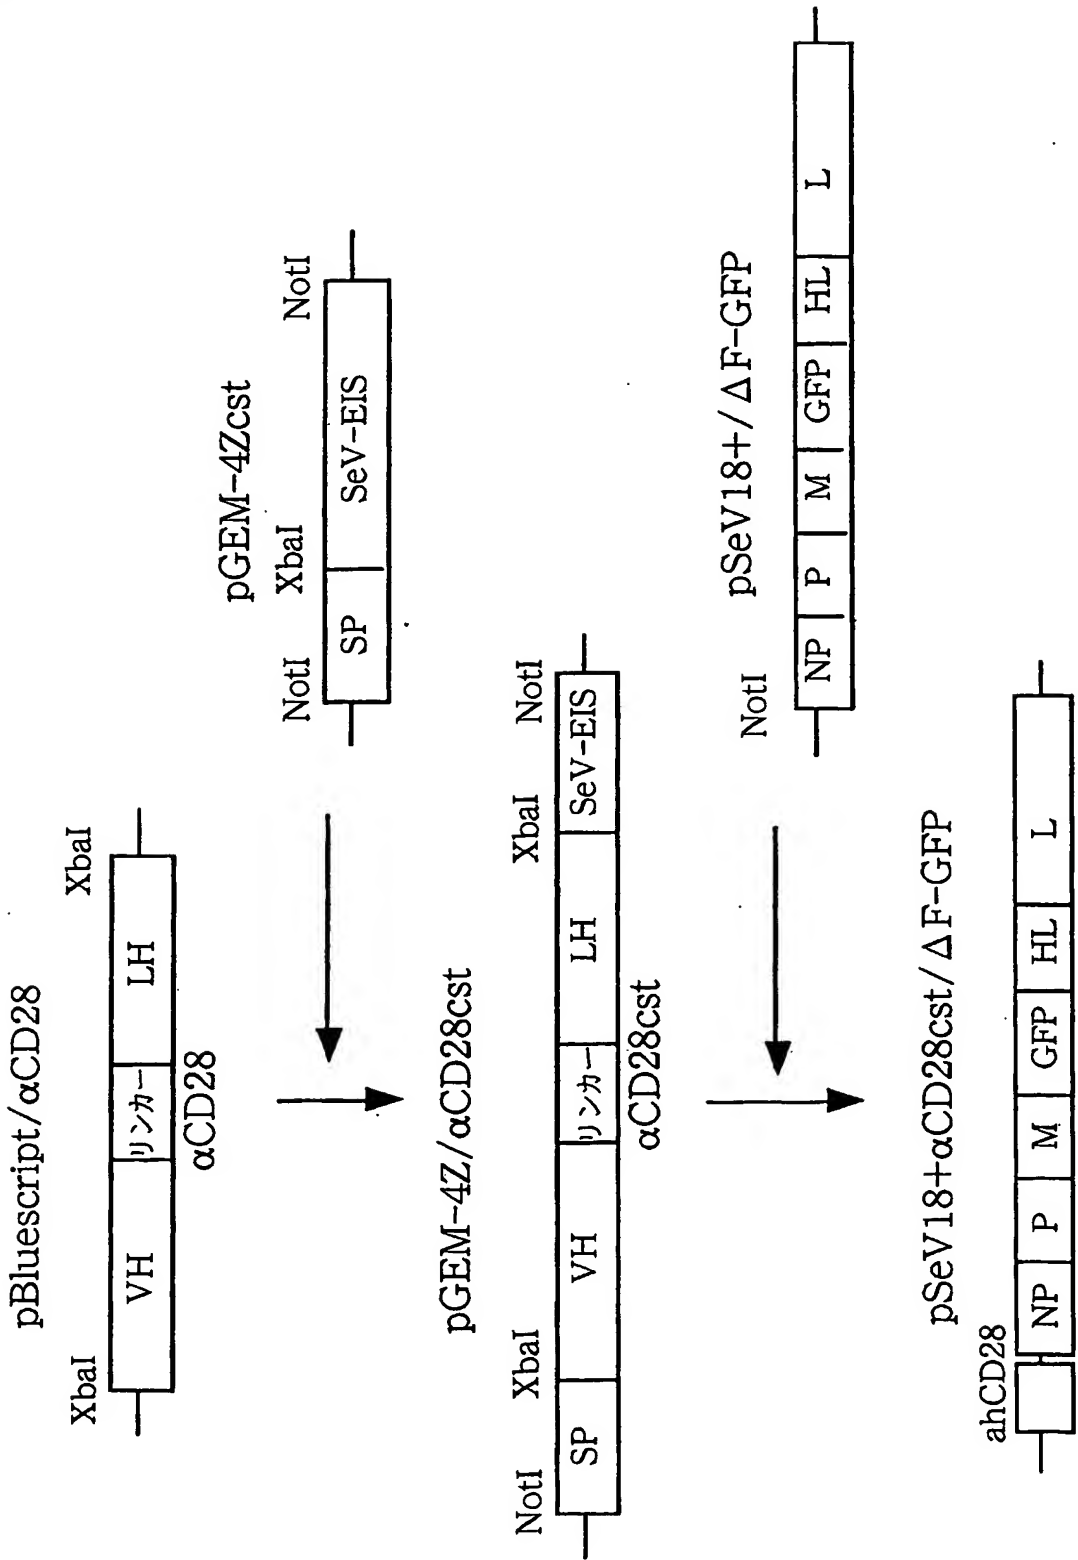 pBluescript/αCD28
XbaI
XbaI
VH
リンカー
LH
αCD28
pGEM-4Zcst
NotI
XbaI
NotI
SP
SeV-EIS
pGEM-4Z/αCD28cst
NotI
XbaI
XbaI
NotI
SP
VH
リンカー
LH
SeV-EIS
αCD28cst
pSeV18+/ΔF-GFP
NotI
NP
P
M
GFP
HL
L
pSeV18+αCD28cst/ΔF-GFP
ahCD28
NP
P
M
GFP
HL
L